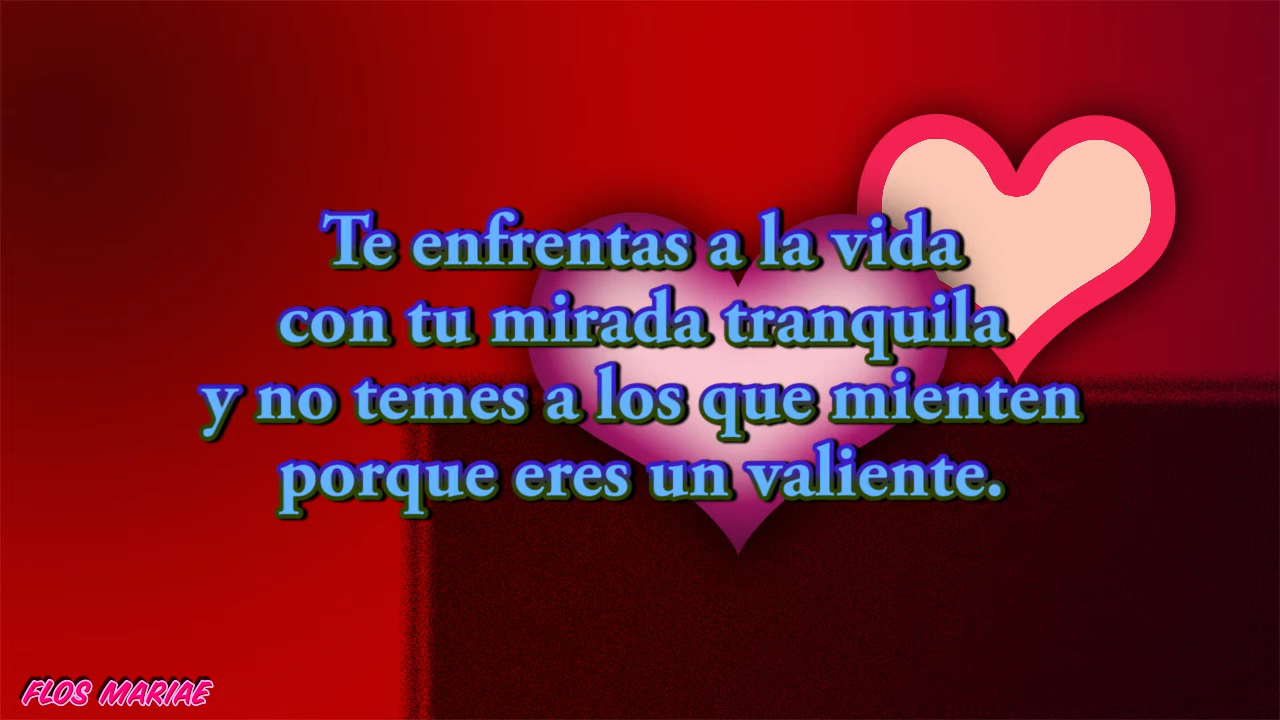 Te enfrentas a la vida
con tu mirada tranquila
y no temes a los que mienten
porque eres un valiente.
FLOS MARIAE